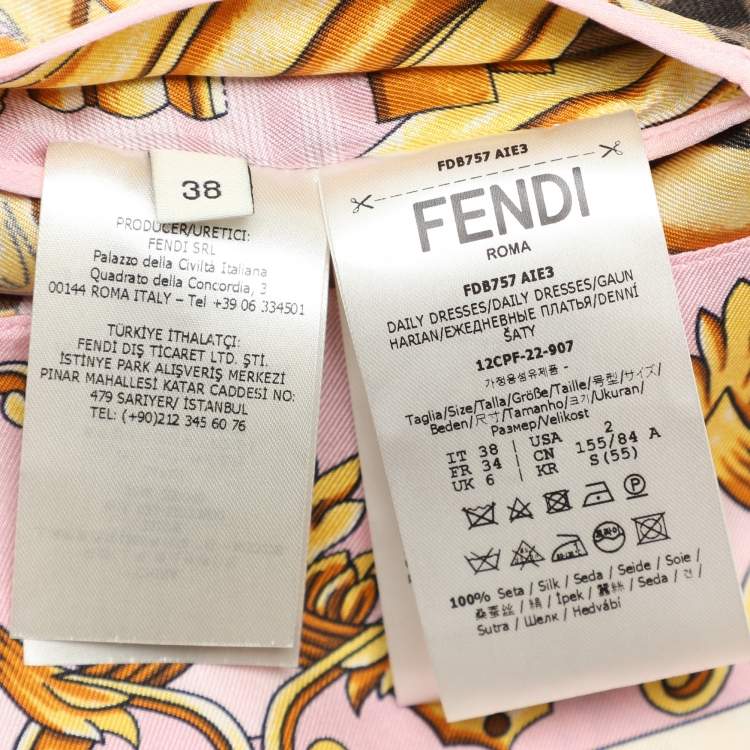 38
PRODUCER/URETICI:
FENDI SRL
Palazzo della Civiltà Italiana
Quadrato della Concordia, 3
00144 ROMA ITALY – Tel +39 06 334501
TÜRKİYE İTHALATÇI:
FENDI DIŞ TİCARET LTD. ŞTİ.
İSTİNYE PARK ALIŞVERİŞ MERKEZİ
PINAR MAHALLESİ KATAR CADDESİ NO:
479 SARIYER/ İSTANBUL
TEL: (+90)212 345 60 76
FDB757 AIE3
FENDI
ROMA
FDB757 AIE3
DAILY DRESSES/DAILY DRESSES/GAUN
HARIAN/ЕЖЕДНЕВНЫЕ ПЛАТЬЯ/DENNÍ
ŠATY
12CPF-22-907
가정용섬유제품 -
Taglia/Size/Talla/Größe/Taille/号型/サイズ/
Beden/尺寸/Tamanho/크기/Ukuran/
Размер/Velikost
IT 38 USA 2
FR 34 CN 155/84 A
UK 6 KR S (55)
드라이
100% Seta / Silk / Seda / Seide / Soie /
桑蚕丝 / 絹 / İpek / 蠶絲 / Seda / 견 /
Sutra / Шелк / Hedvábí